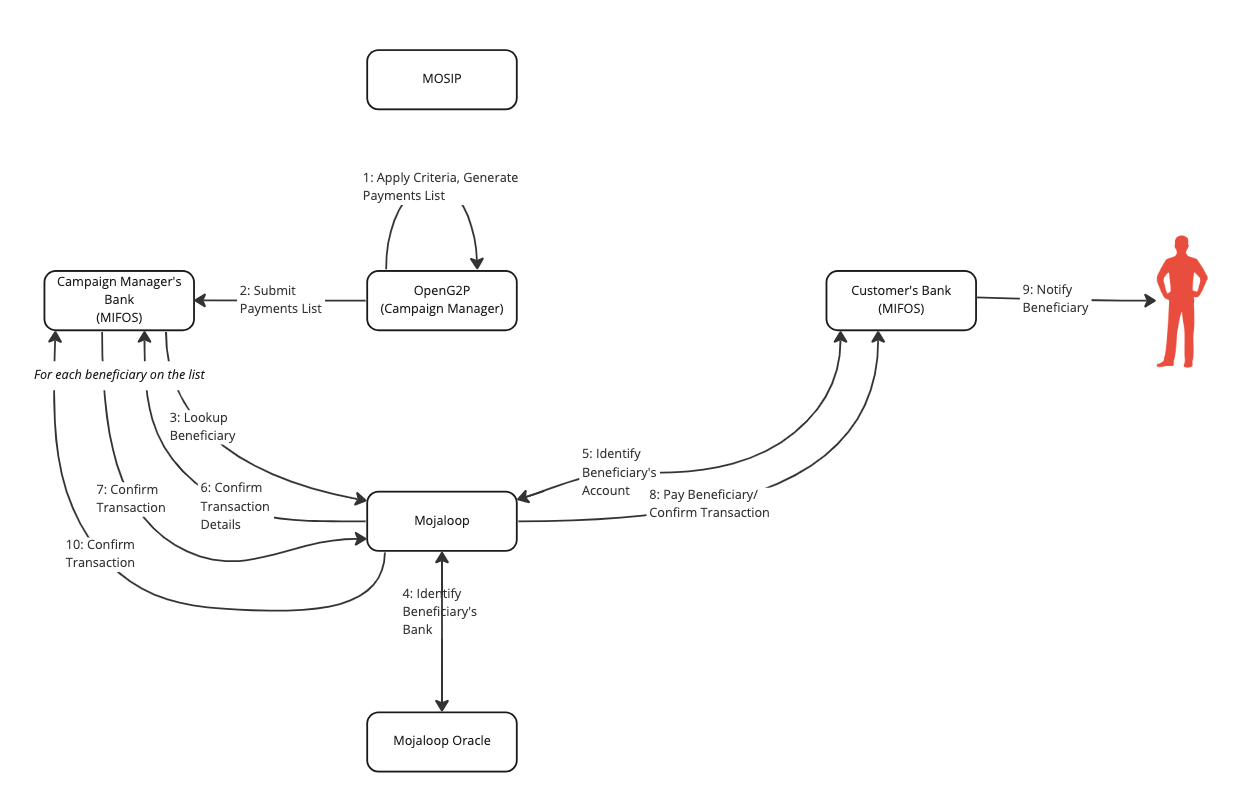 MOSIP
1: Apply Criteria, Generate
Payments List
Campaign Manager's
Bank
(MIFOS)
2: Submit
Payments List
OpenG2P
(Campaign Manager)
Customer's Bank
(MIFOS)
9: Notify
Beneficiary
For each beneficiary on the list
3: Lookup
Beneficiary
5: Identify
Beneficiary's
Account
6: Confirm
Transaction
Details
7: Confirm
Transaction
8: Pay Beneficiary/
Confirm Transaction
Mojaloop
10: Confirm
Transaction
4: Identify
Beneficiary's
Bank
Mojaloop Oracle